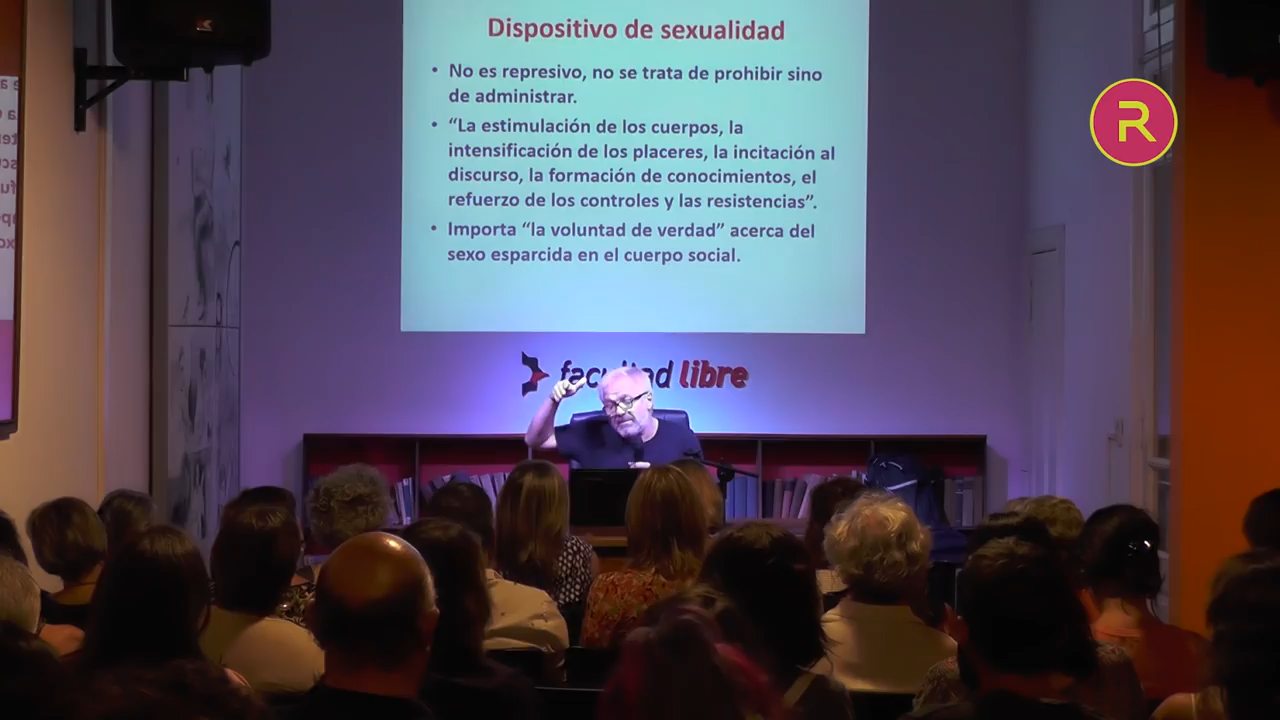 Dispositivo de sexualidad
• No es represivo, no se trata de prohibir sino
de administrar.
• “La estimulación de los cuerpos, la
intensificación de los placeres, la incitación al
discurso, la formación de conocimientos, el
refuerzo de los controles y las resistencias”.
• Importa “la voluntad de verdad” acerca del
sexo esparcida en el cuerpo social.
R
facultad libre